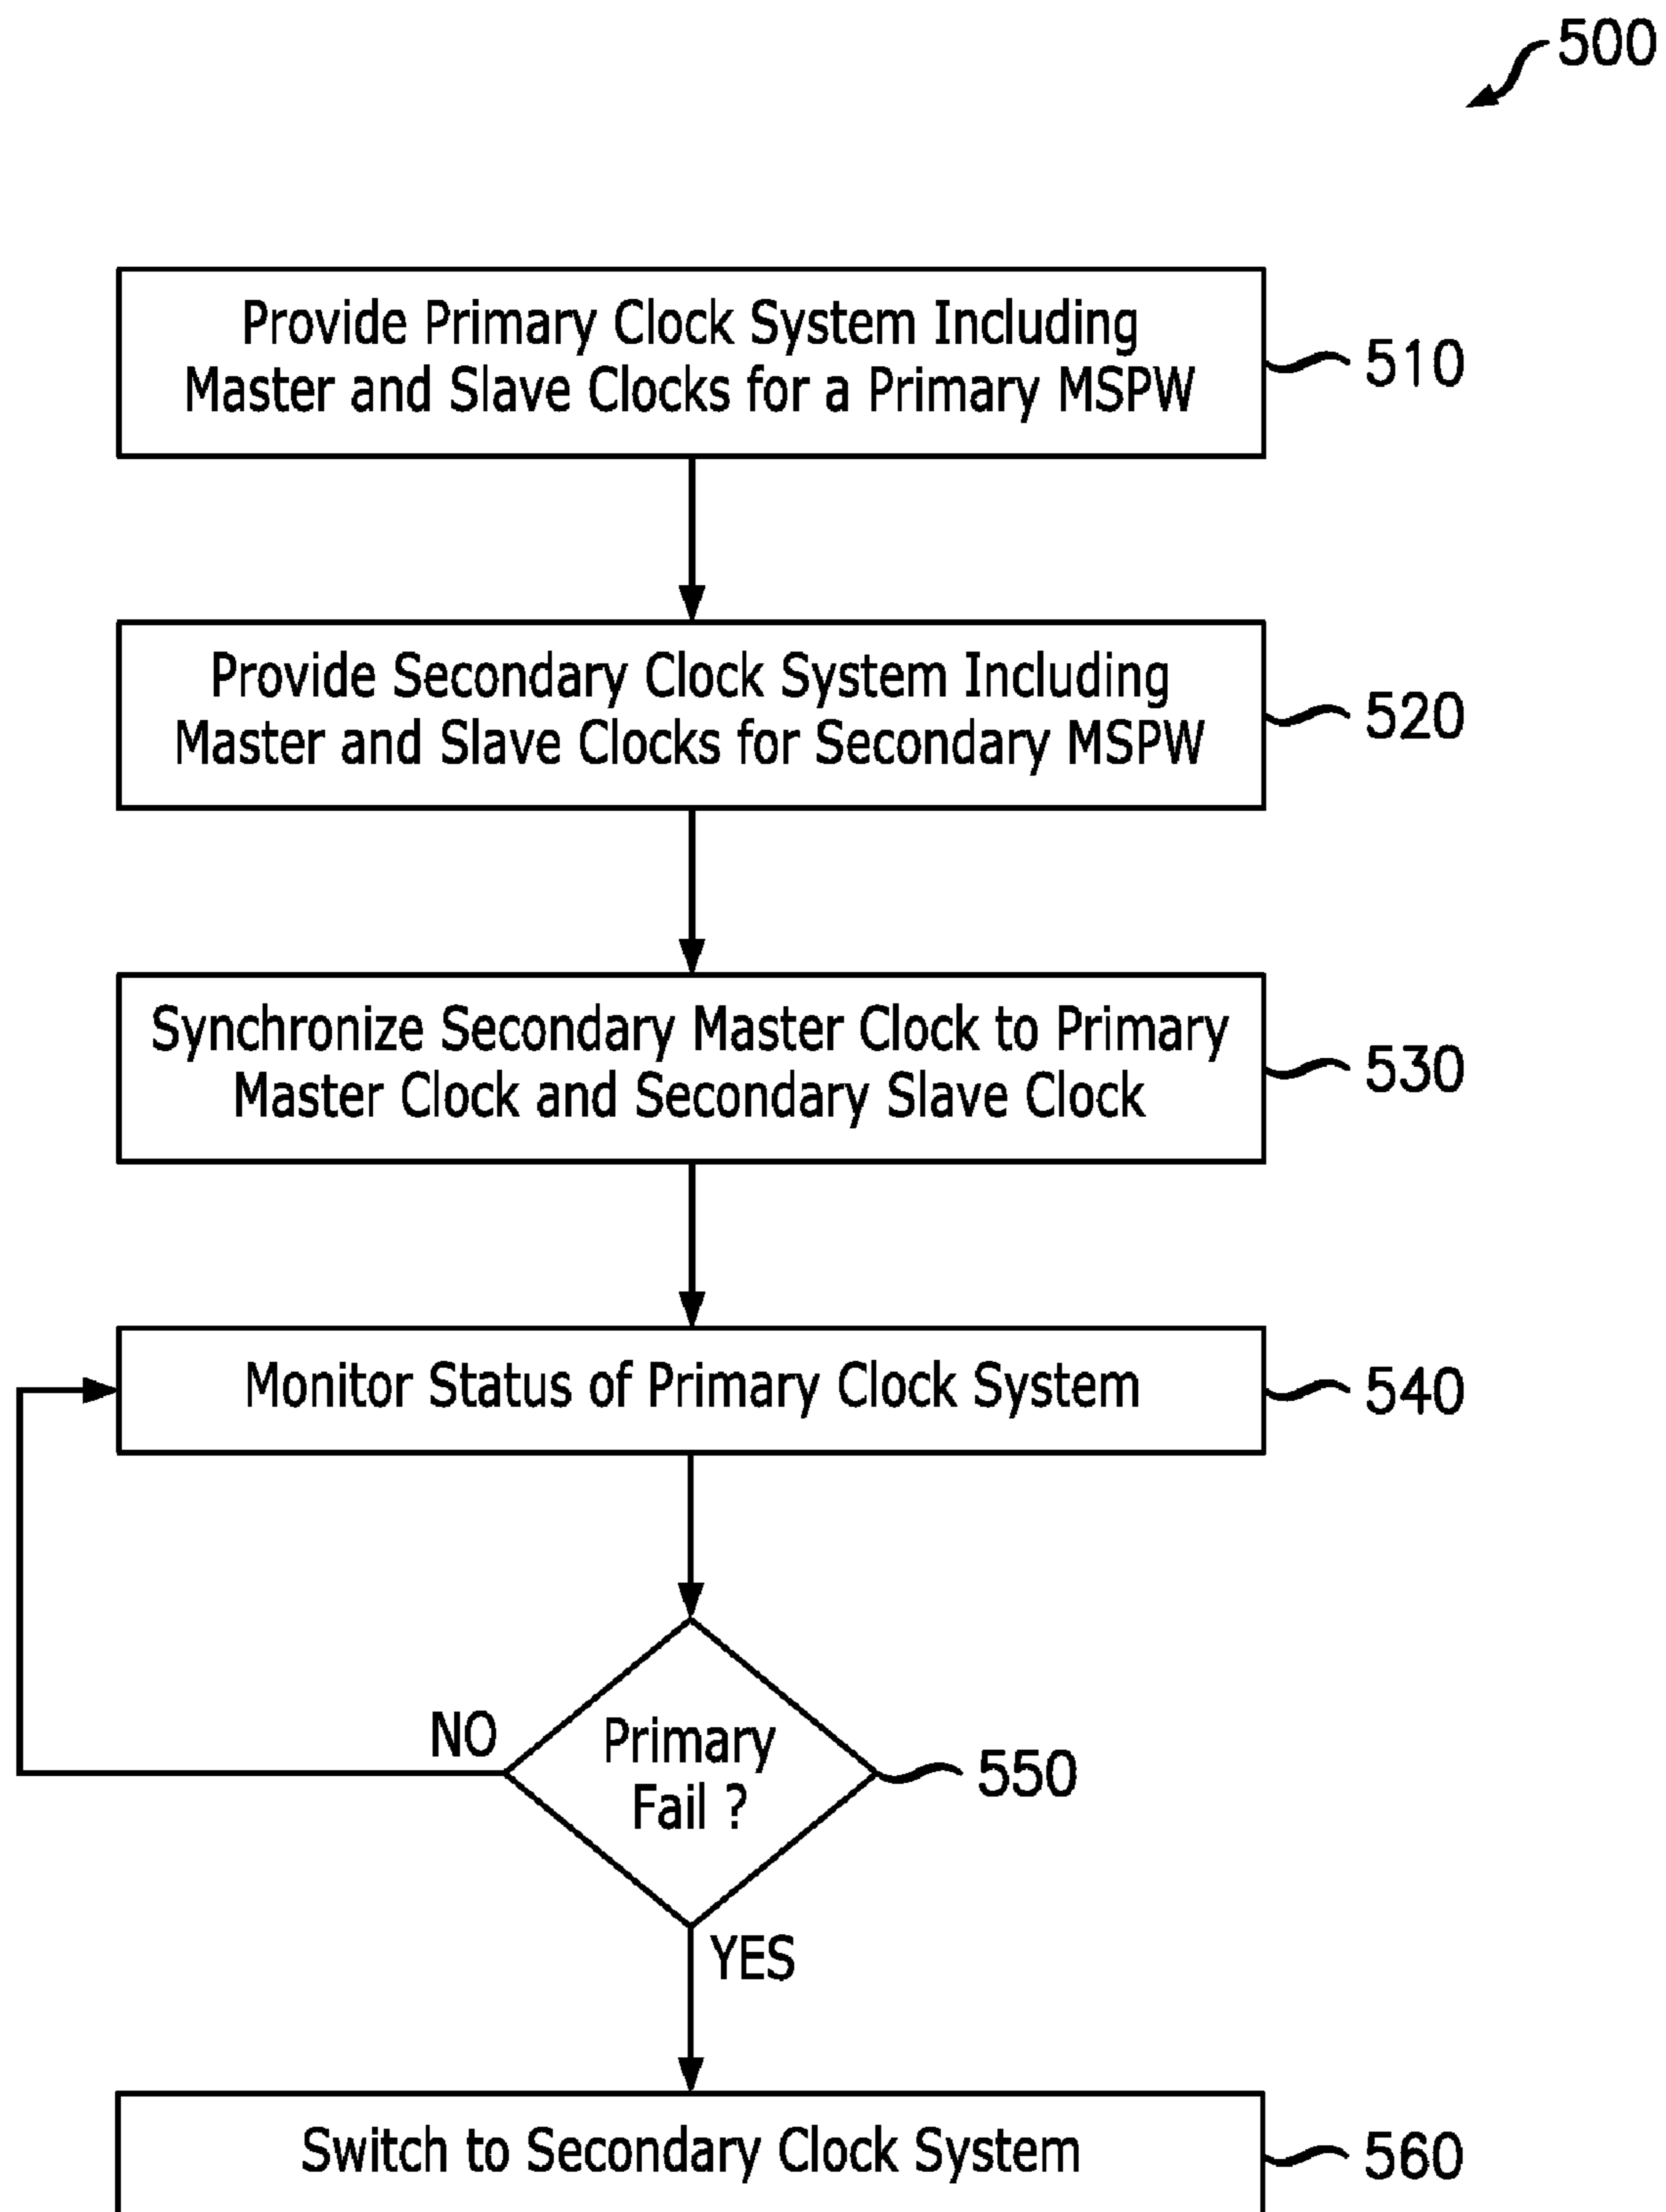 500
Provide Primary Clock System Including
Master and Slave Clocks for a Primary MSPW
510
Provide Secondary Clock System Including
Master and Slave Clocks for Secondary MSPW
520
Synchronize Secondary Master Clock to Primary
Master Clock and Secondary Slave Clock
530
Monitor Status of Primary Clock System
540
NO
Primary
Fail ?
550
YES
Switch to Secondary Clock System
560